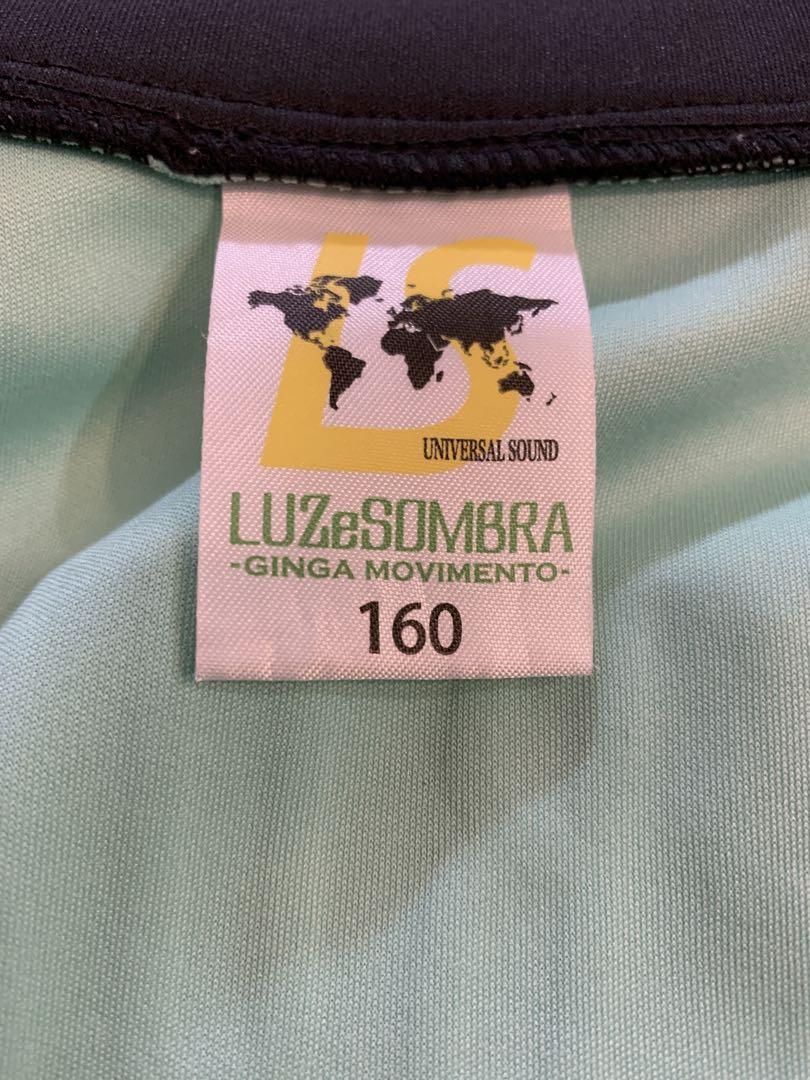 LS
UNIVERSAL SOUND
LUZeSOMBRA
-GINGA MOVIMENTO-
160